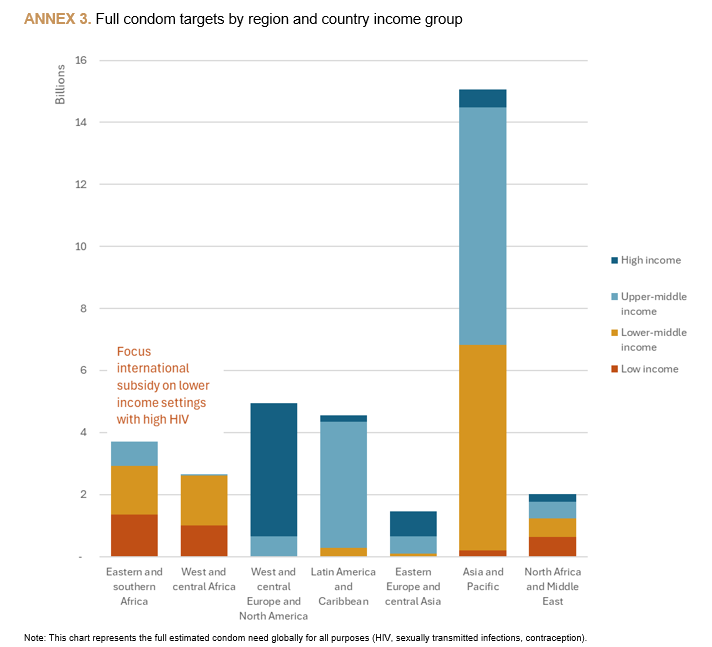 ANNEX 3. Full condom targets by region and country income group
Billions
16
14
12
10
8
6
4
2
-
Focus
international
subsidy on lower
income settings
with high HIV
High income
Upper-middle
income
Lower-middle
income
Low income
Eastern and
southern
Africa
West and
central Africa
West and
central
Europe and
North America
Latin America
and
Caribbean
Eastern
Europe and
central Asia
Asia and
Pacific
North Africa
and Middle
East
Note: This chart represents the full estimated condom need globally for all purposes (HIV, sexually transmitted infections, contraception).